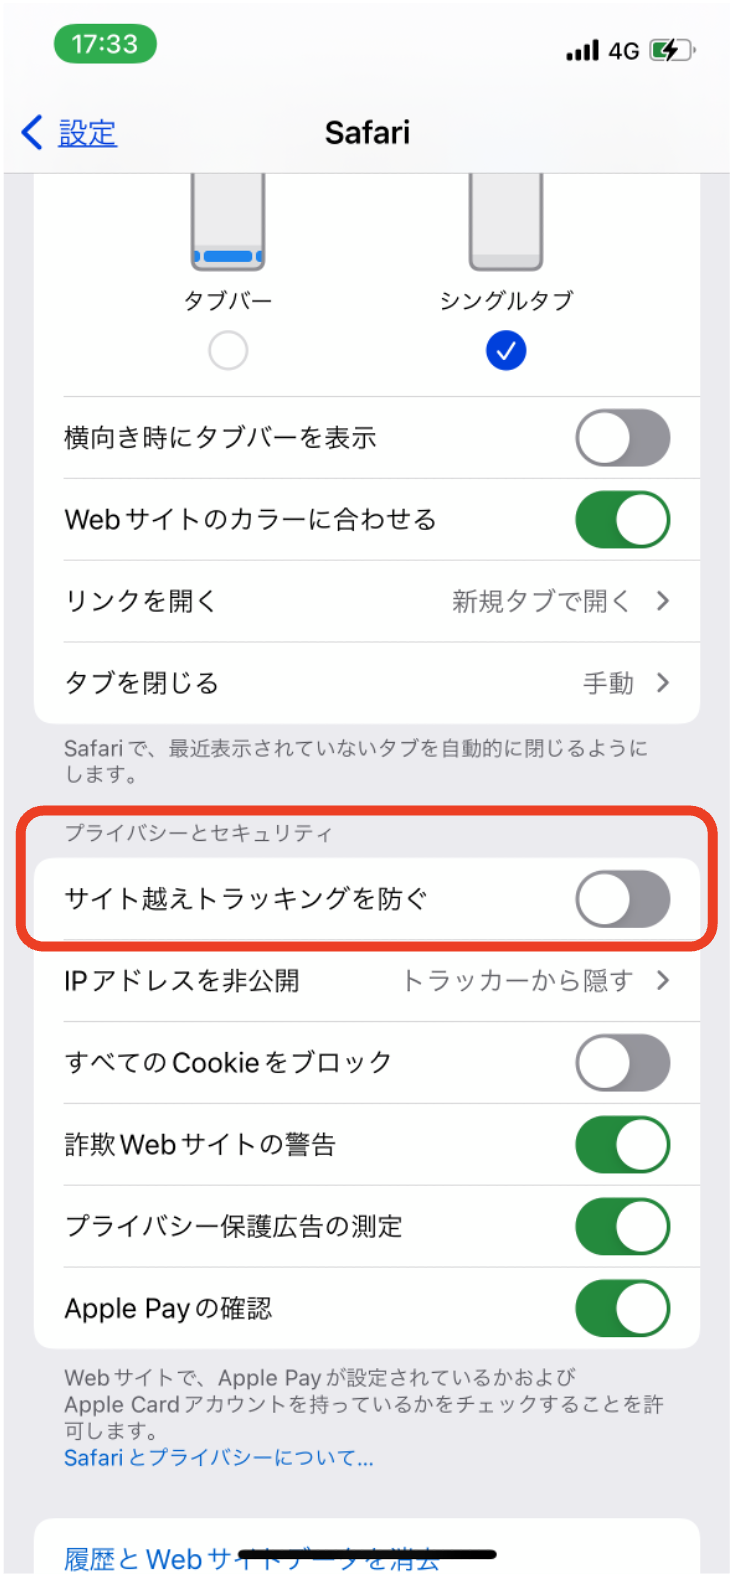 17:33
4G
設定
Safari
タブバー
シングルタブ
横向き時にタブバーを表示
Webサイトのカラーに合わせる
リンクを開く 新規タブで開く
タブを閉じる 手動
Safariで、最近表示されていないタブを自動的に閉じるように
します。
プライバシーとセキュリティ
サイト越えトラッキングを防ぐ
IPアドレスを非公開 トラッカーから隠す
すべてのCookieをブロック
詐欺Webサイトの警告
プライバシー保護広告の測定
Apple Payの確認
Webサイトで、Apple Payが設定されているかおよび
Apple Cardアカウントを持っているかをチェックすることを許
可します。
Safariとプライバシーについて...
履歴とWebサイトデータを消去